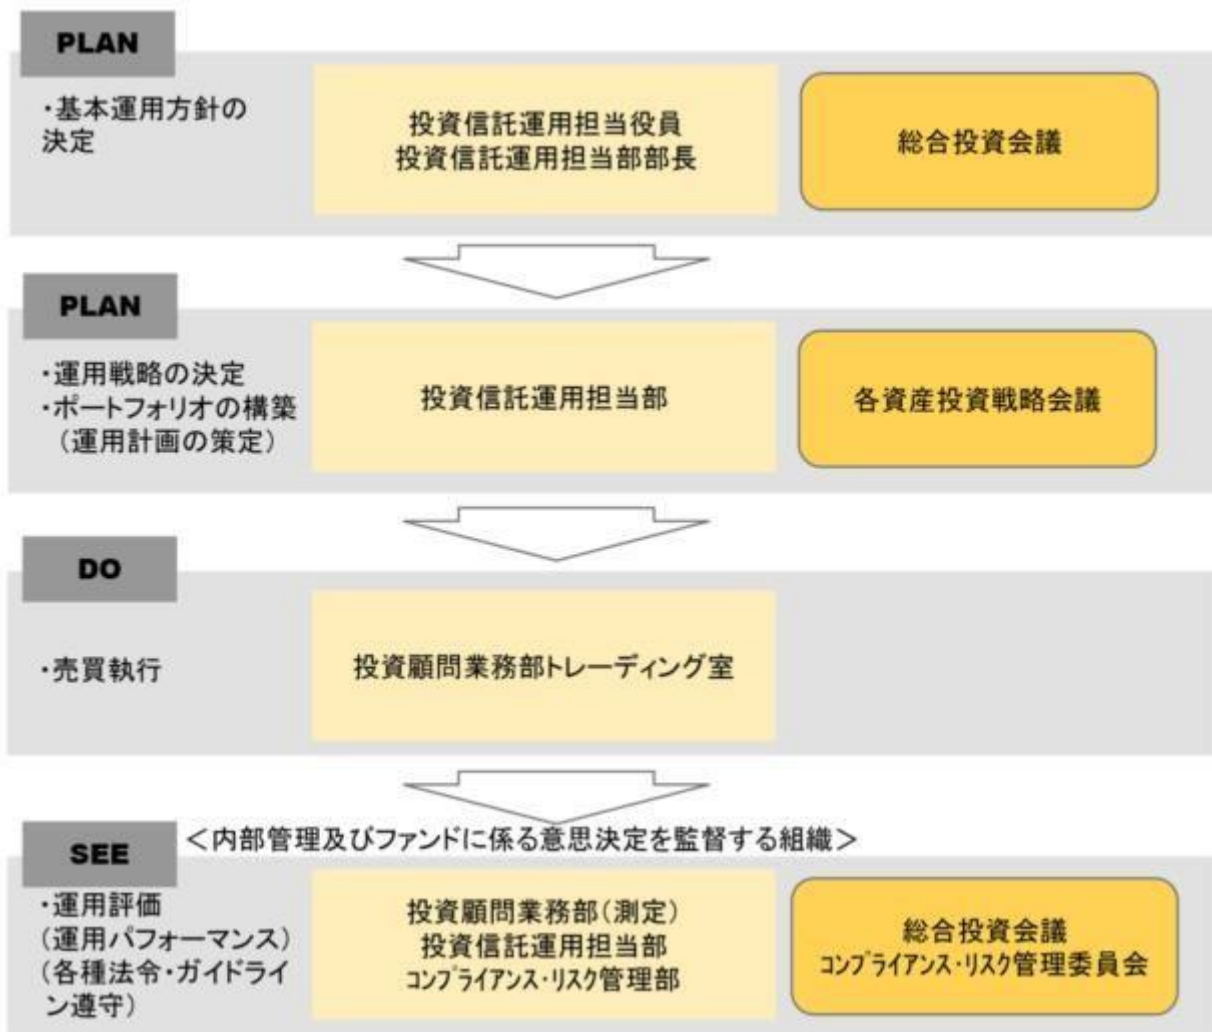 PLAN
・基本運用方針の
決定
投資信託運用担当役員
投資信託運用担当部部長
総合投資会議
PLAN
・運用戦略の決定
・ポートフォリオの構築
（運用計画の策定）
投資信託運用担当部
各資産投資戦略会議
DO
・売買執行
投資顧問業務部トレーディング室
＜内部管理及びファンドに係る意思決定を監督する組織＞
SEE
・運用評価
（運用パフォーマンス）
（各種法令・ガイドライ
ン遵守）
投資顧問業務部（測定）
投資信託運用担当部
ｺﾝﾌﾟﾗｲｱﾝｽ・ﾘｽｸ管理部
総合投資会議
ｺﾝﾌﾟﾗｲｱﾝｽ・ﾘｽｸ管理委員会